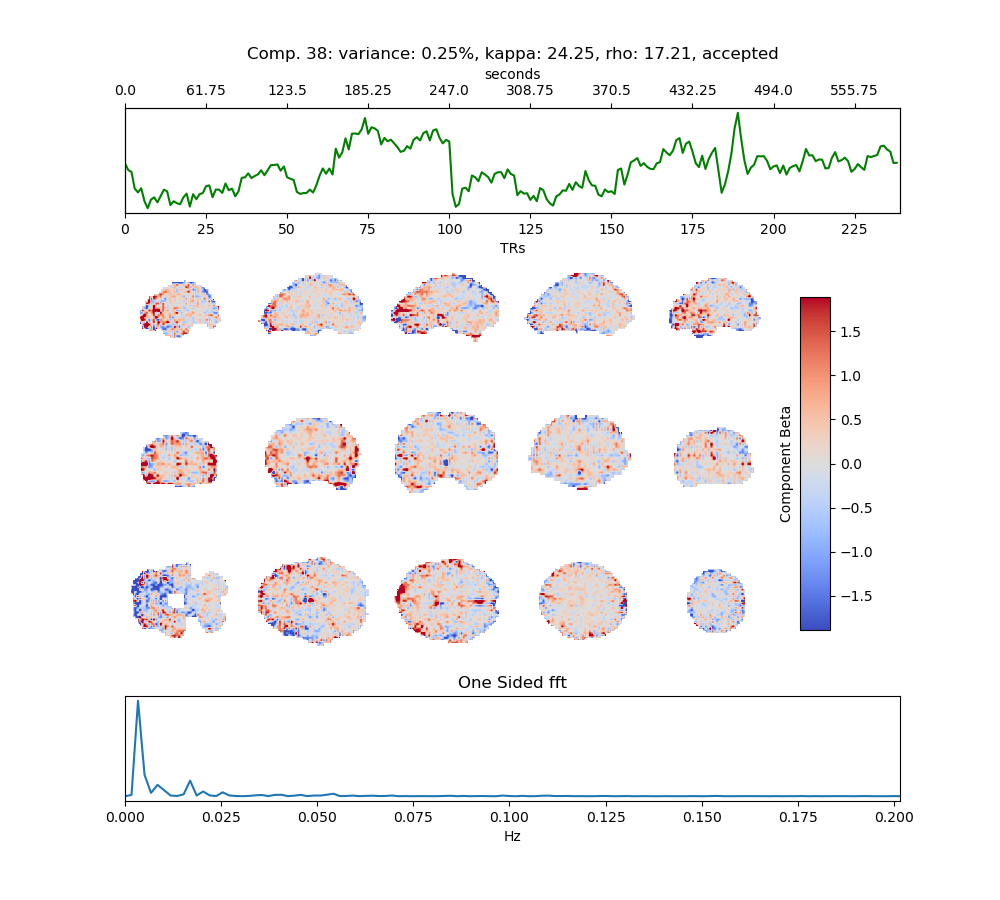 Comp. 38: variance: 0.25%, kappa: 24.25, rho: 17.21, accepted
seconds
0.0 61.75 123.5 185.25 247.0 308.75 370.5 432.25 494.0 555.75
0 25 50 75 100 125 150 175 200 225
TRs
1.5
1.0
0.5
0.0
−0.5
−1.0
−1.5
Component Beta
One Sided fft
0.000 0.025 0.050 0.075 0.100 0.125 0.150 0.175 0.200
Hz